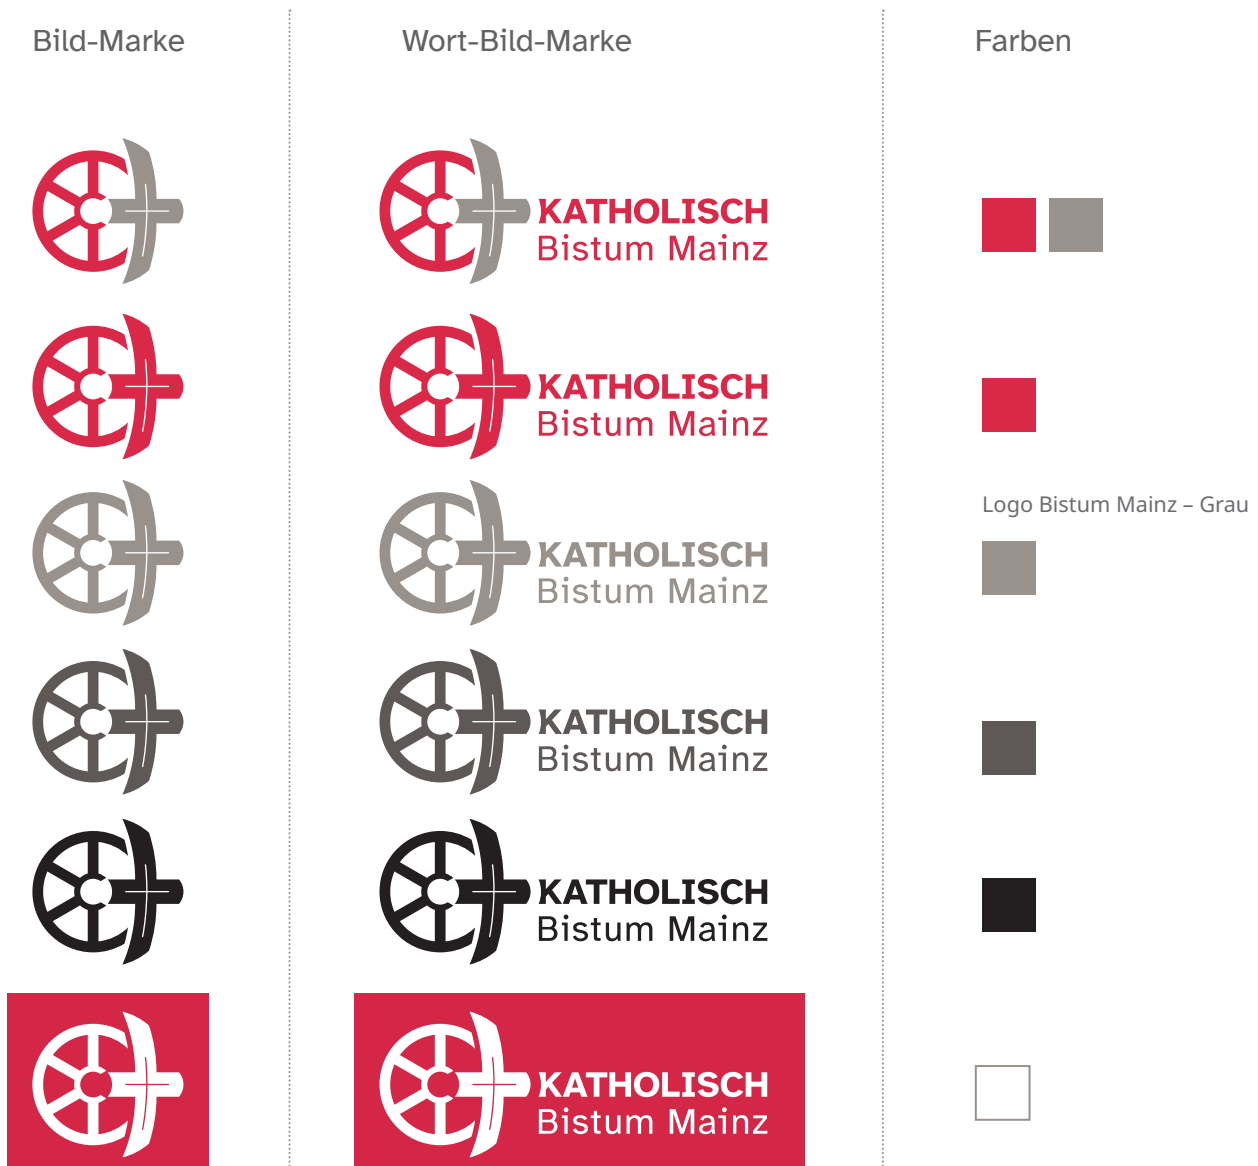 Bild-Marke
Wort-Bild-Marke
Farben
KATHOLISCH
Bistum Mainz
KATHOLISCH
Bistum Mainz
Logo Bistum Mainz – Grau
KATHOLISCH
Bistum Mainz
KATHOLISCH
Bistum Mainz
KATHOLISCH
Bistum Mainz
KATHOLISCH
Bistum Mainz